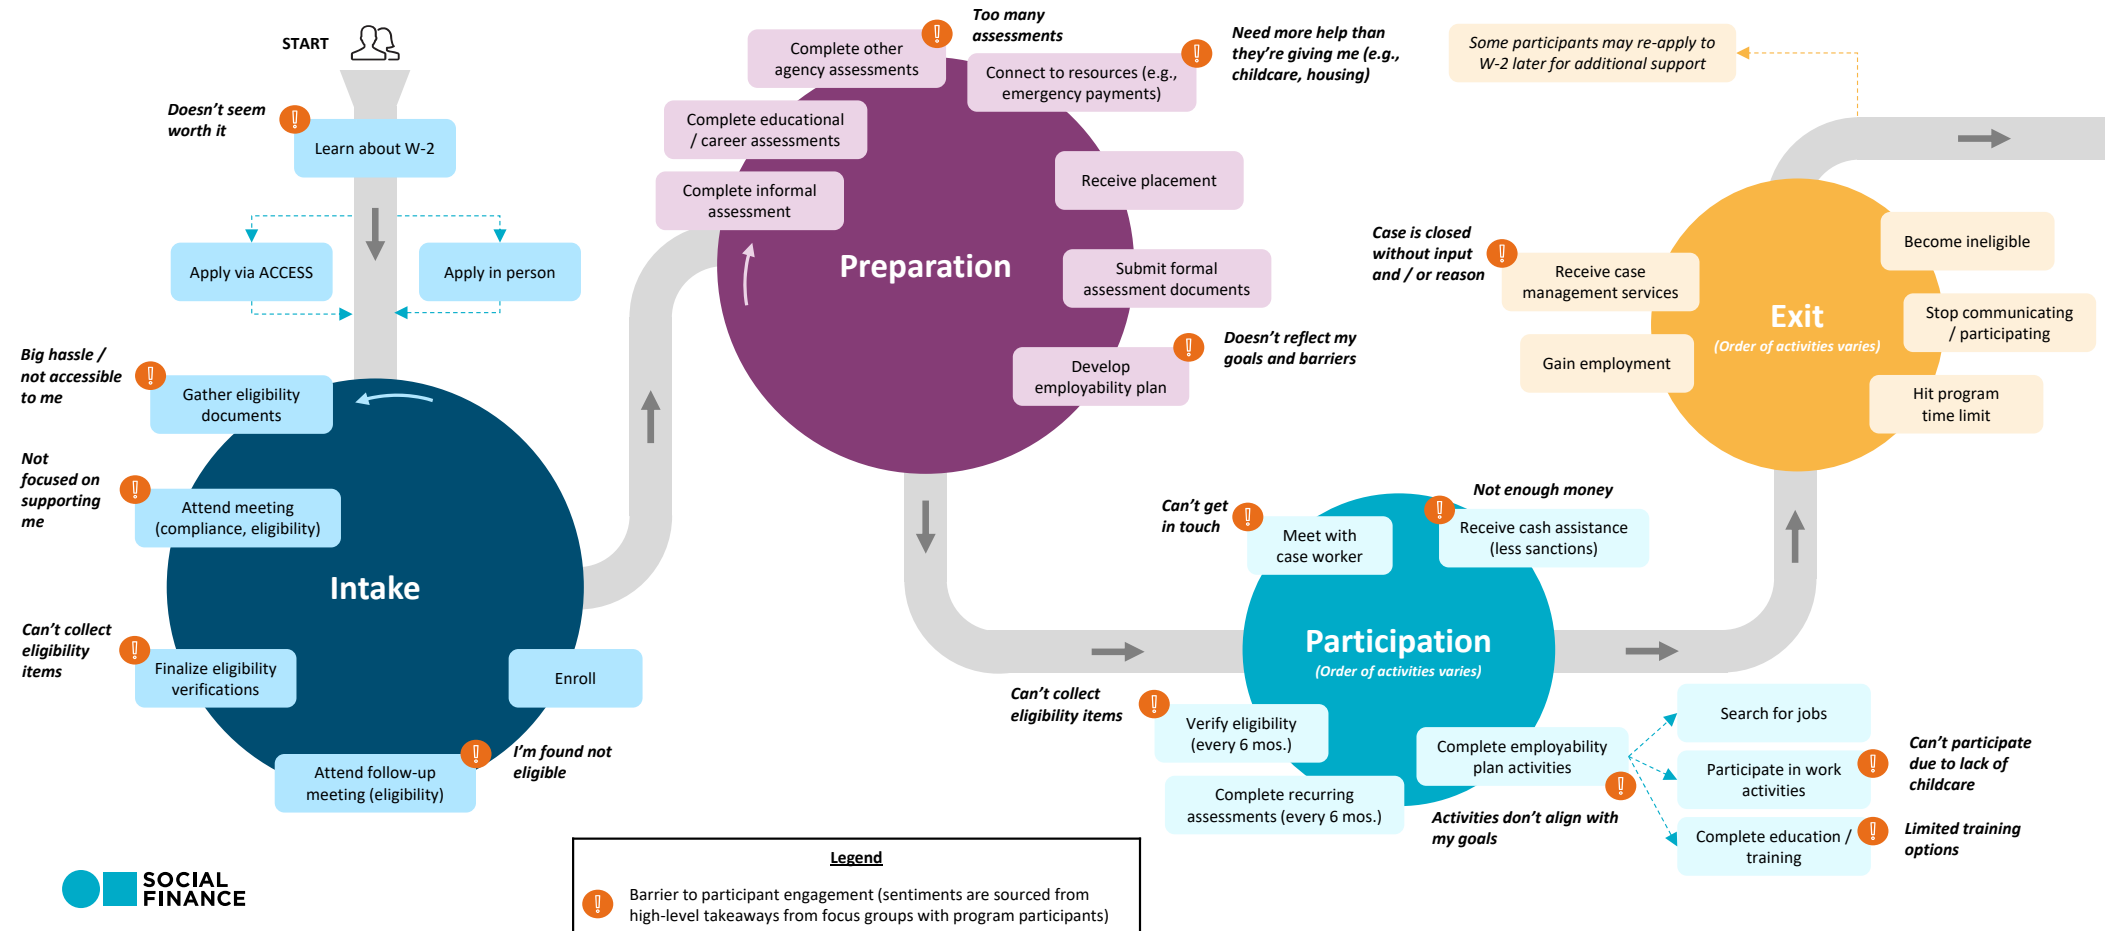 START
Doesn't seem
worth it
Learn about W-2
Apply via ACCESS
Apply in person
Big hassle /
not accessible
to me
Gather eligibility
documents
Not
focused on
supporting
me
Attend meeting
(compliance, eligibility)
Intake
Can't collect
eligibility
items
Finalize eligibility
verifications
Enroll
Attend follow-up
meeting (eligibility)
I'm found not
eligible
Complete informal
assessment
Complete educational
/ career assessments
Complete other
agency assessments
Too many
assessments
Connect to resources (e.g.,
emergency payments)
Need more help than
they're giving me (e.g.,
childcare, housing)
Receive placement
Preparation
Submit formal
assessment documents
Develop
employability plan
Doesn't reflect my
goals and barriers
Can't get
in touch
Meet with
case worker
Not enough money
Receive cash assistance
(less sanctions)
Participation
(Order of activities varies)
Can't collect
eligibility items
Verify eligibility
(every 6 mos.)
Complete recurring
assessments (every 6 mos.)
Complete employability
plan activities
Activities don't align with
my goals
Search for jobs
Participate in work
activities
Can't participate
due to lack of
childcare
Complete education /
training
Limited training
options
Some participants may re-apply to
W-2 later for additional support
Case is closed
without input
and / or reason
Receive case
management services
Gain employment
Exit
(Order of activities varies)
Become ineligible
Stop communicating
/ participating
Hit program
time limit
Legend
Barrier to participant engagement (sentiments are sourced from
high-level takeaways from focus groups with program participants)
SOCIAL
FINANCE